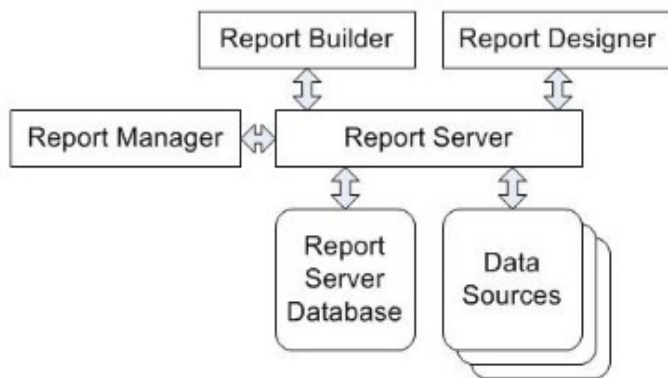 Report Builder
Report Designer
Report Manager
Report Server
Report
Server
Database
Data
Sources